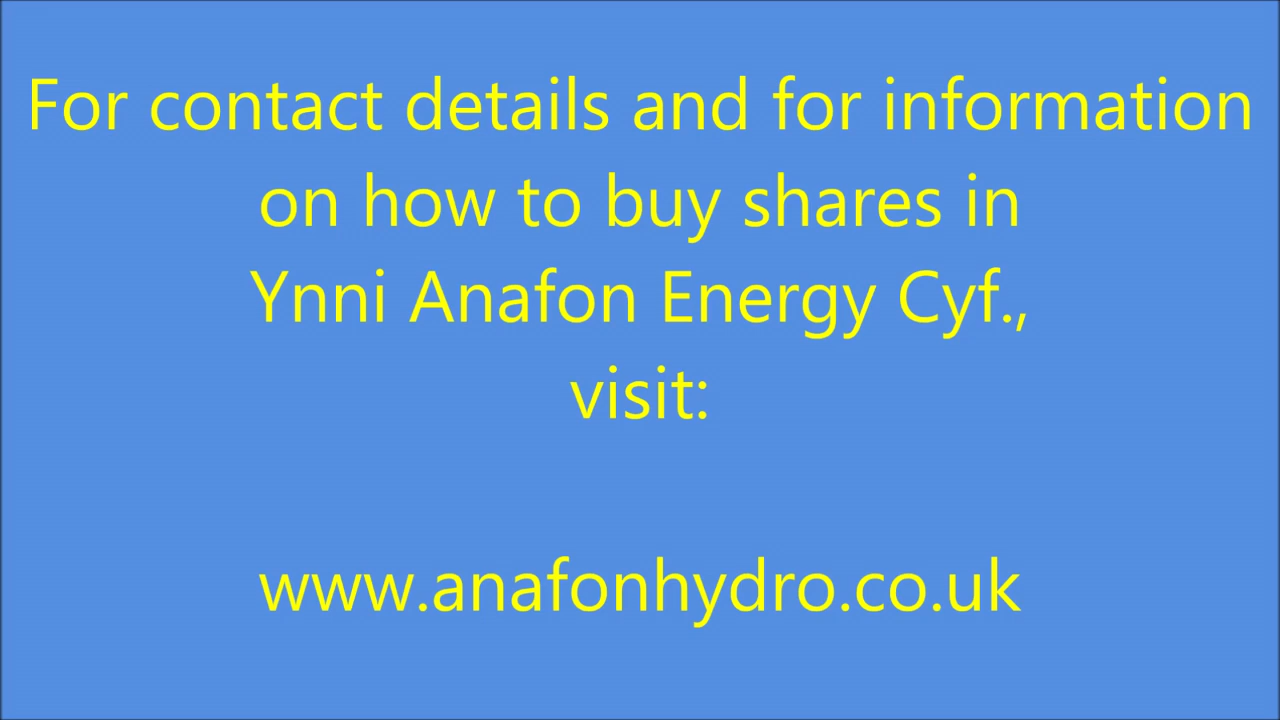 For contact details and for information
on how to buy shares in
Ynni Anafon Energy Cyf.,
visit:
www.anafonhydro.co.uk